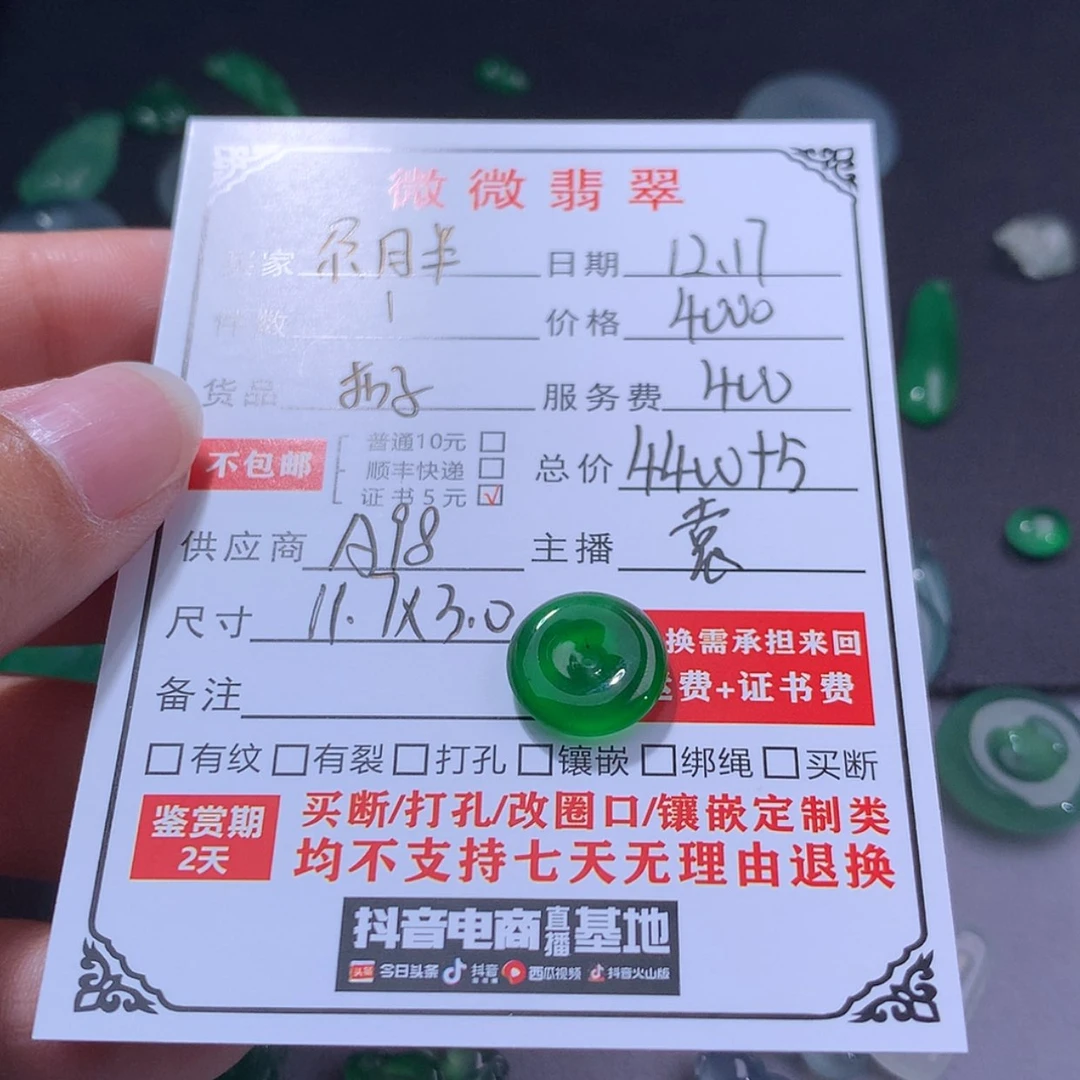 微微翡翠
买家 尕月半 日期 12.17
件数 1 价格 4000
货品 服务费 400
不包邮 普通10元 总价 4400+5
顺丰快递
证书5元
供应商 A98 主播 袁
尺寸 11.7X3.0 换需承担来回
备注 费+证书费
有纹 有裂 打孔 镶嵌 绑绳 买断
鉴赏期 买断/打孔/改圈口/镶嵌定制类
2天 均不支持七天无理由退换
抖音电商直播基地
头条 今日头条 抖音 西瓜视频 抖音火山版